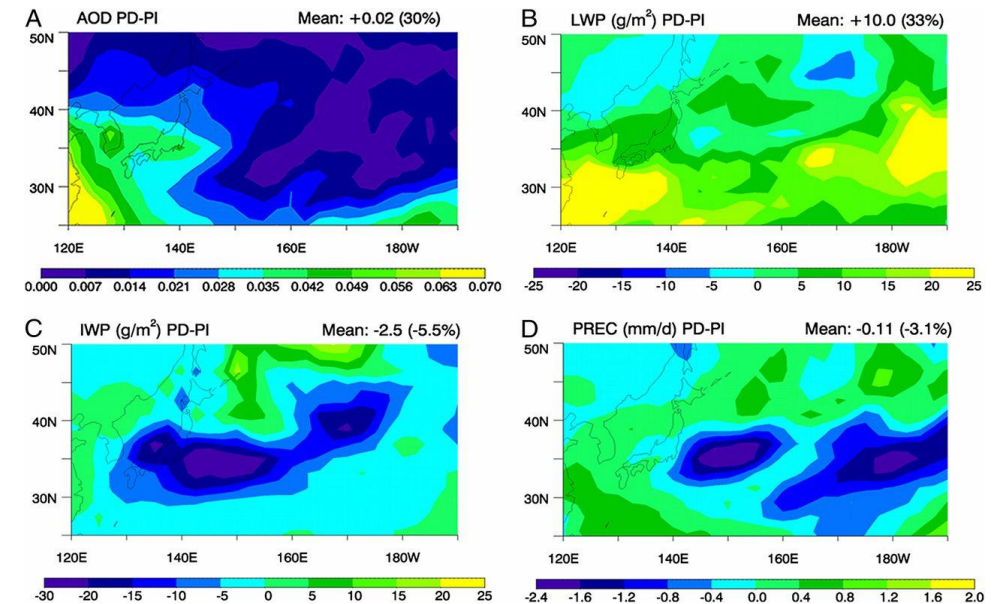 A AOD PD-PI Mean: +0.02 (30%)
50N
40N
30N
120E 140E 160E 180W
0.000 0.007 0.014 0.021 0.028 0.035 0.042 0.049 0.056 0.063 0.070
B LWP (g/m²) PD-PI Mean: +10.0 (33%)
50N
40N
30N
120E 140E 160E 180W
-25 -20 -15 -10 -5 0 5 10 15 20 25
C IWP (g/m²) PD-PI Mean: -2.5 (-5.5%)
50N
40N
30N
120E 140E 160E 180W
-30 -20 -15 -10 -5 0 5 10 15 20 25
D PREC (mm/d) PD-PI Mean: -0.11 (-3.1%)
50N
40N
30N
120E 140E 160E 180W
-2.4 -1.6 -1.2 -0.8 -0.4 0.0 0.4 0.8 1.2 1.6 2.0